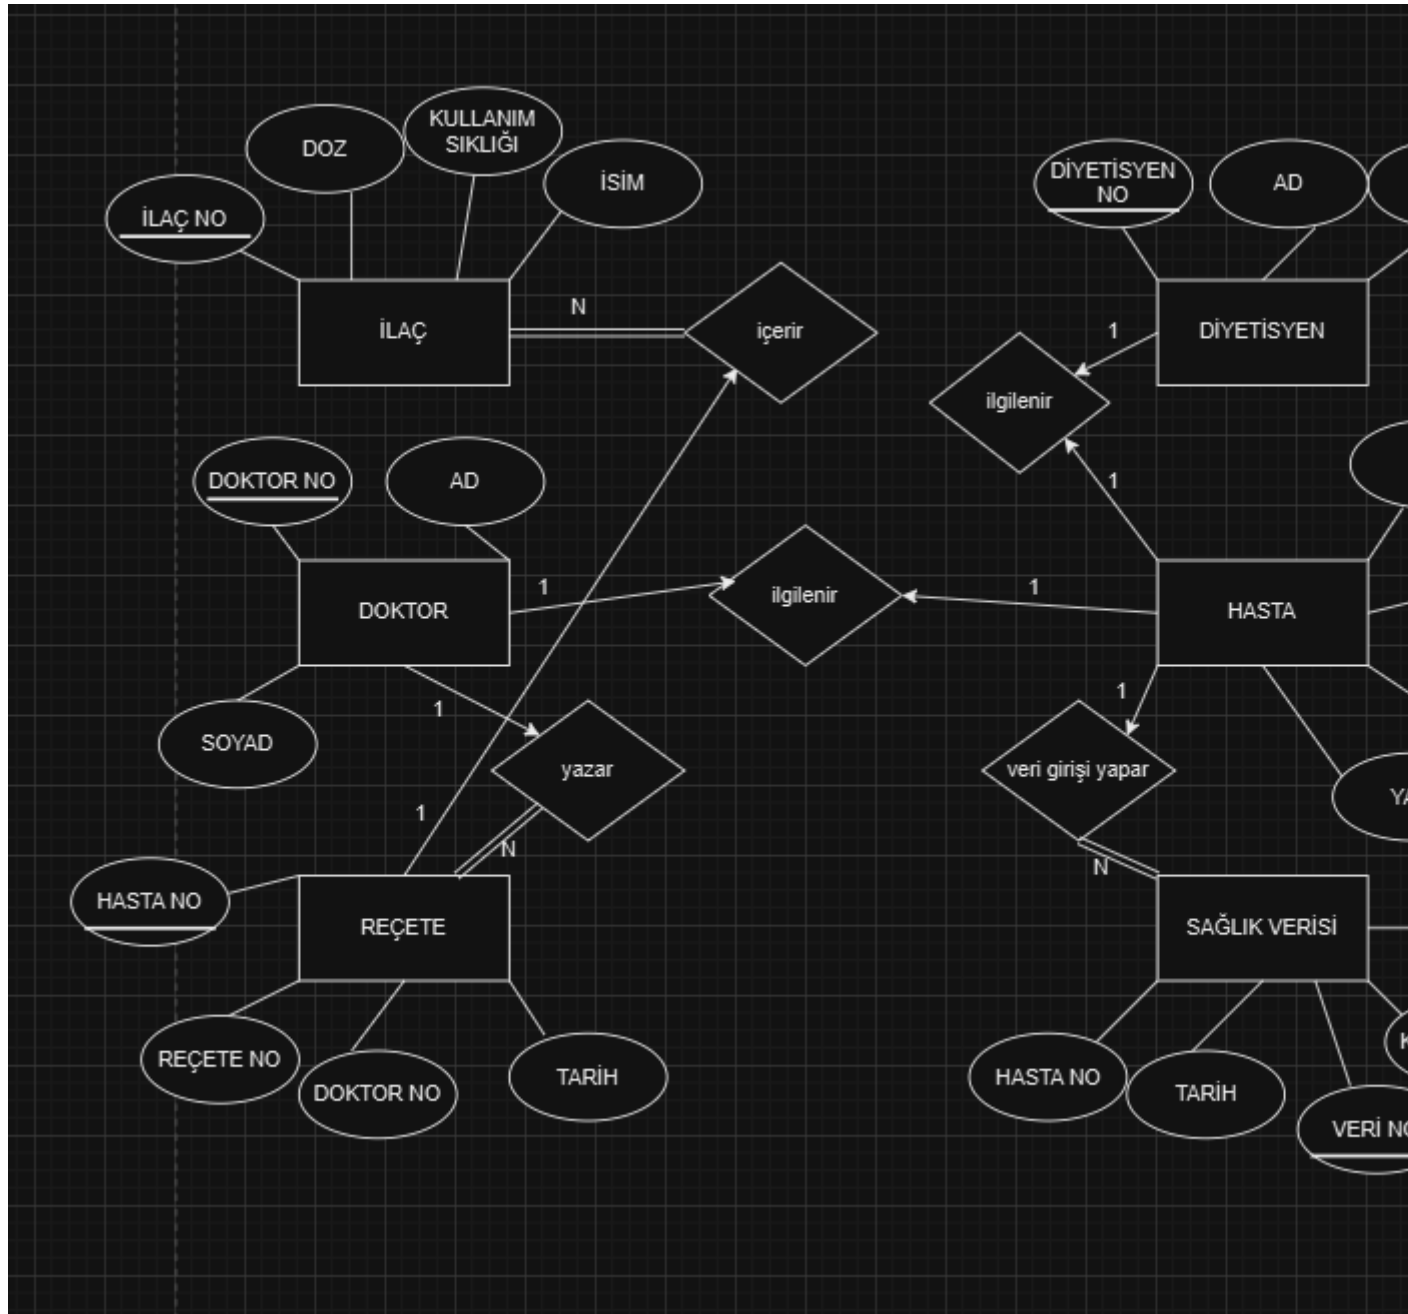 KULLANIM
SIKLIĞI
DOZ
İSİM
İLAÇ NO
DİYETİSYEN
NO
AD
N
İLAÇ
içerir
1
DİYETİSYEN
ilgilenir
1
DOKTOR NO
AD
1
ilgilenir
1
DOKTOR
HASTA
1
1
SOYAD
yazar
veri girişi yapar
1
N
N
HASTA NO
REÇETE
SAĞLIK VERİSİ
REÇETE NO
DOKTOR NO
TARİH
HASTA NO
TARİH
VERİ NO